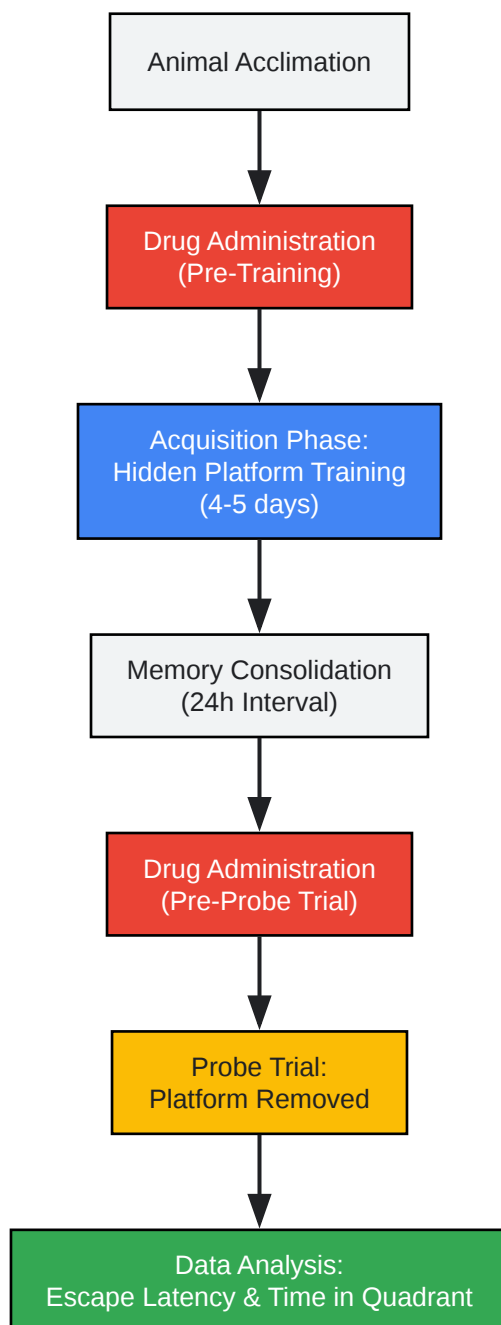 Animal Acclimation
Drug Administration
(Pre-Training)
Acquisition Phase:
Hidden Platform Training
(4-5 days)
Memory Consolidation
(24h Interval)
Drug Administration
(Pre-Probe Trial)
Probe Trial:
Platform Removed
Data Analysis:
Escape Latency & Time in Quadrant